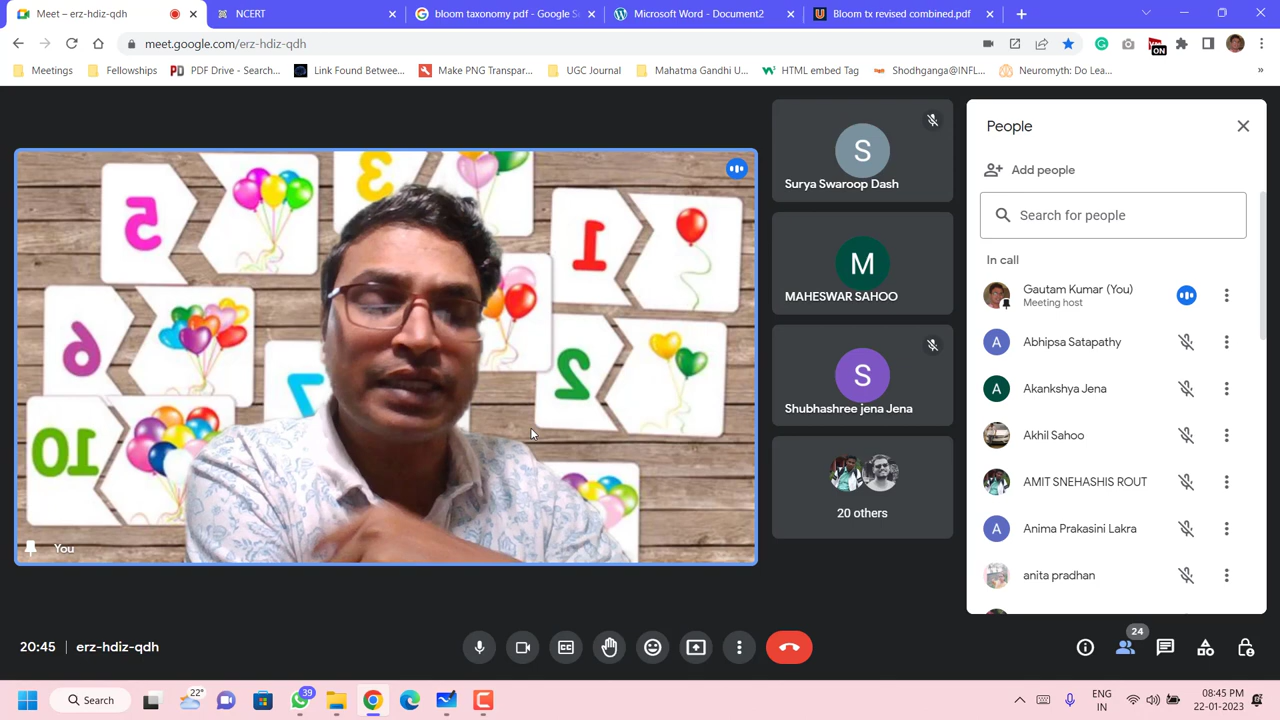 Meet – erz-hdiz-qdh
NCERT
bloom taxonomy pdf - Google S
Microsoft Word - Document2
Bloom tx revised combined.pdf
meet.google.com/erz-hdiz-qdh
ON
Meetings
Fellowships
PD
PDF Drive - Search...
Link Found Betwee...
Make PNG Transpar...
UGC Journal
Mahatma Gandhi U...
HTML embed Tag
Shodhganga@INFL...
Neuromyth: Do Lea...
»
5
3
1
6
7
2
10
You
S
Surya Swaroop Dash
M
MAHESWAR SAHOO
S
Shubhashree jena Jena
20 others
People
Add people
Search for people
In call
Gautam Kumar (You)
Meeting host
A
Abhipsa Satapathy
A
Akankshya Jena
Akhil Sahoo
AMIT SNEHASHIS ROUT
A
Anima Prakasini Lakra
anita pradhan
20:45 | erz-hdiz-qdh
CC
24
Search
22°
39
ENG
IN
08:45 PM
22-01-2023